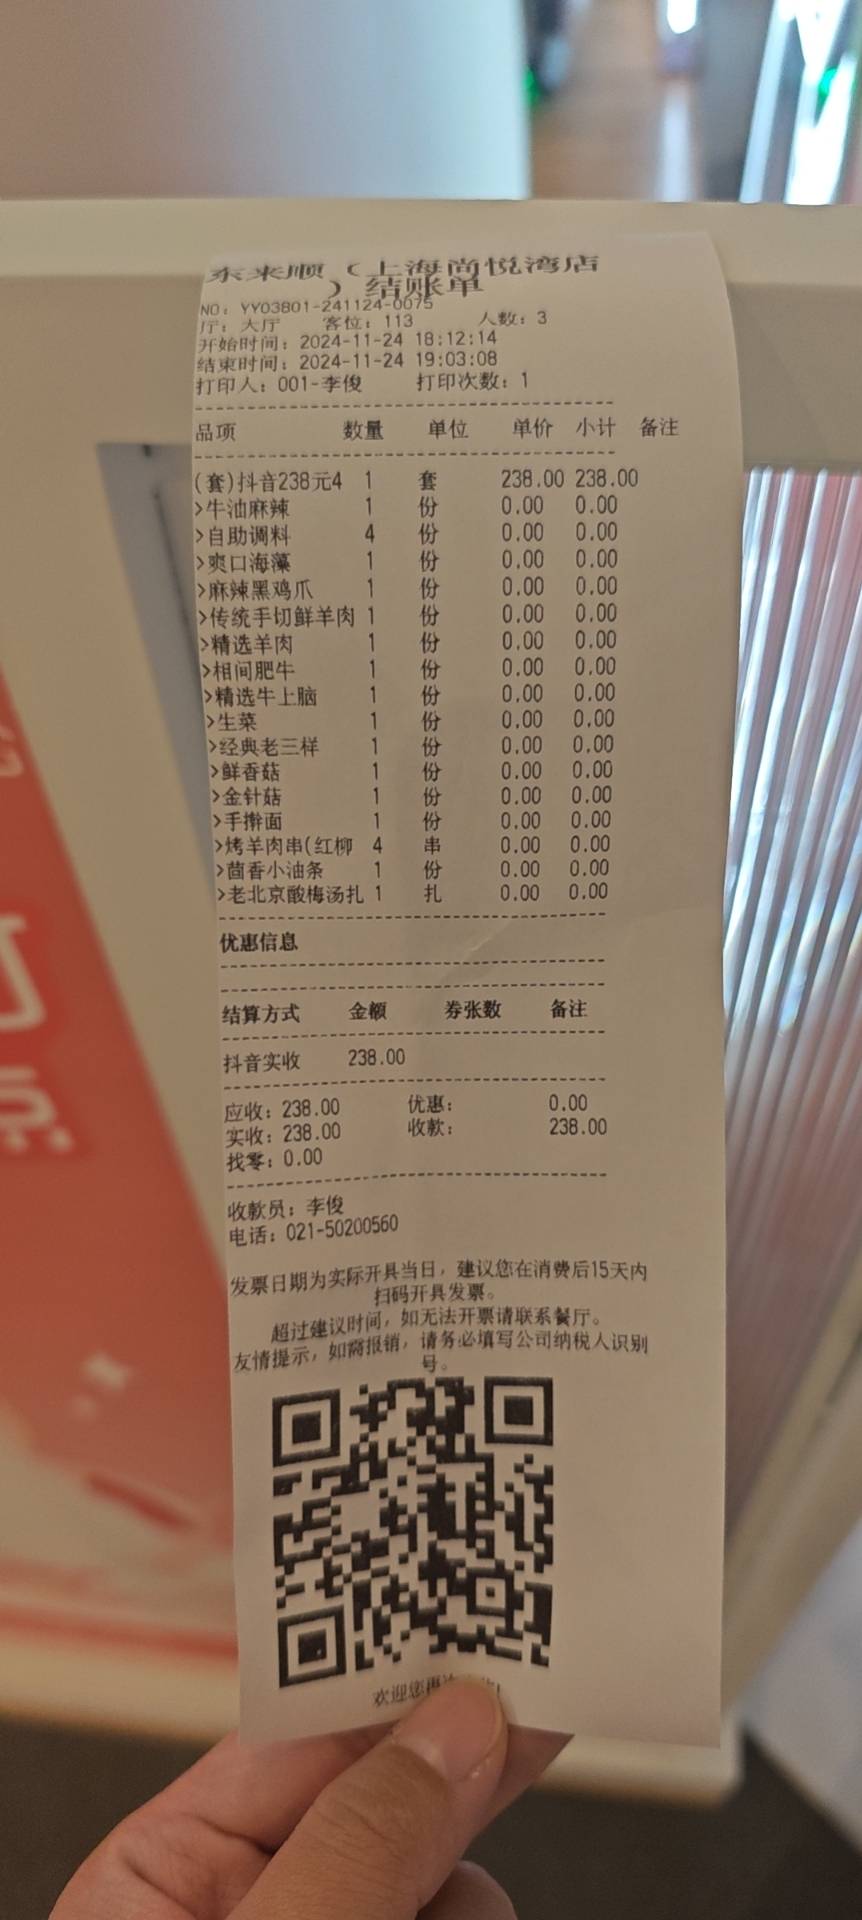 东来顺（上海尚悦湾店
）结账单
NO: YY03801-241124-0075
厅: 大厅 客位: 113 人数: 3
开始时间: 2024-11-24 18:12:14
结束时间: 2024-11-24 19:03:08
打印人: 001-李俊 打印次数: 1
品项 数量 单位 单价 小计 备注
(套)抖音238元4 1 套 238.00 238.00
>牛油麻辣 1 份 0.00 0.00
>自助调料 4 份 0.00 0.00
>爽口海藻 1 份 0.00 0.00
>麻辣黑鸡爪 1 份 0.00 0.00
>传统手切鲜羊肉 1 份 0.00 0.00
>精选羊肉 1 份 0.00 0.00
>相间肥牛 1 份 0.00 0.00
>精选牛上脑 1 份 0.00 0.00
>生菜 1 份 0.00 0.00
>经典老三样 1 份 0.00 0.00
>鲜香菇 1 份 0.00 0.00
>金针菇 1 份 0.00 0.00
>手擀面 1 份 0.00 0.00
>烤羊肉串(红柳 4 串 0.00 0.00
>茴香小油条 1 份 0.00 0.00
>老北京酸梅汤扎 1 扎 0.00 0.00
优惠信息
结算方式 金额 券张数 备注
抖音实收 238.00
应收: 238.00 优惠: 0.00
实收: 238.00 收款: 238.00
找零: 0.00
收款员: 李俊
电话: 021-50200560
发票日期为实际开具当日，建议您在消费后15天内
扫码开具发票。
超过建议时间，如无法开票请联系餐厅。
友情提示，如需报销，请务必填写公司纳税人识别
号。
欢迎您再